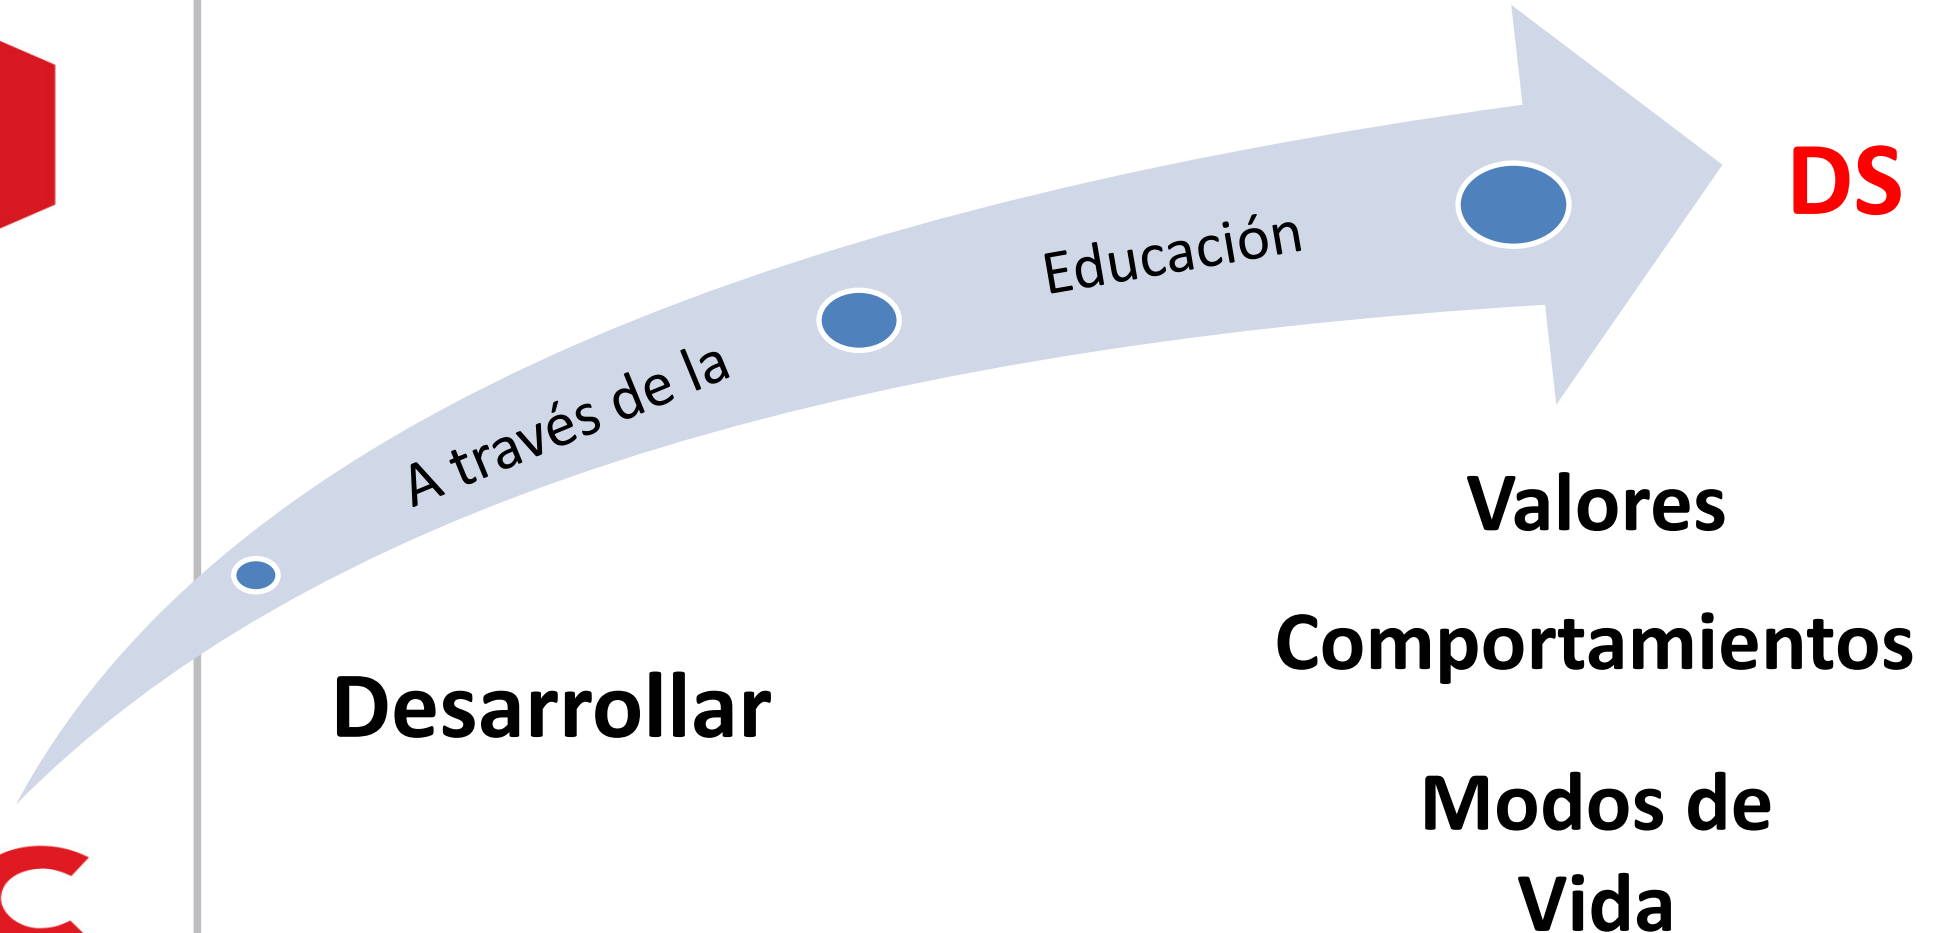 DS
Educación
A través de la
Desarrollar
Valores
Comportamientos
Modos de
Vida